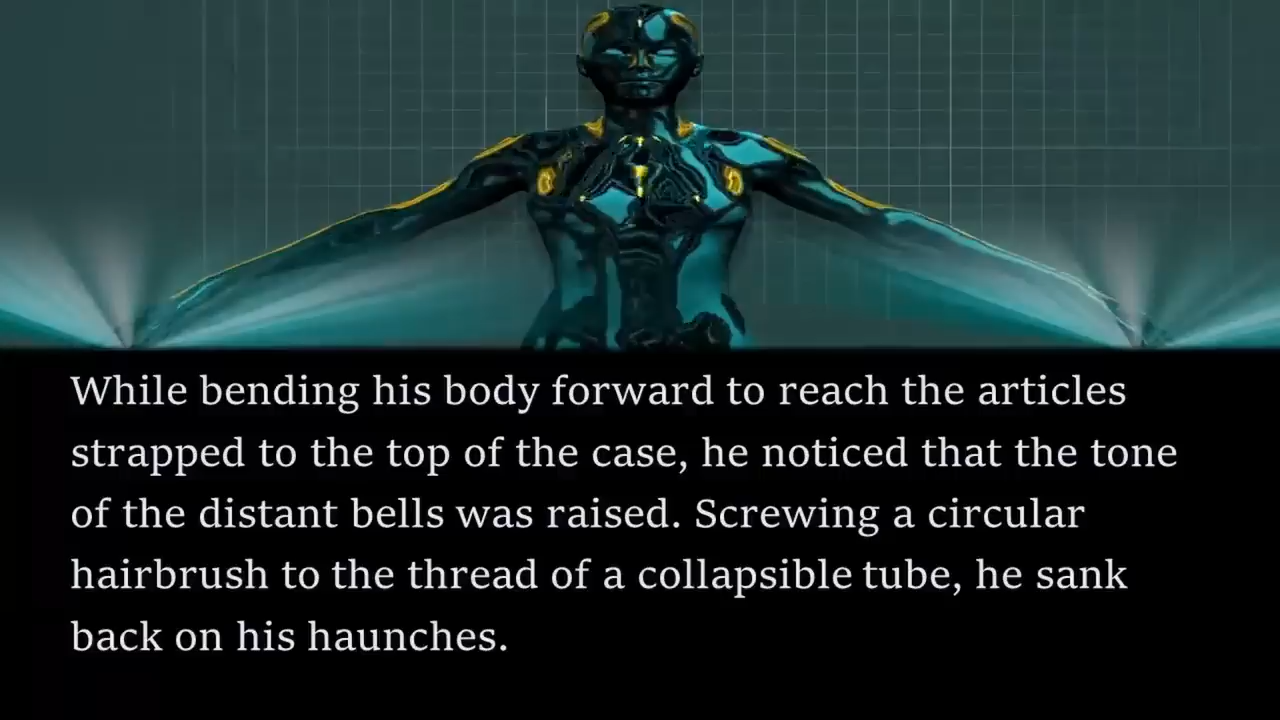 While bending his body forward to reach the articles
strapped to the top of the case, he noticed that the tone
of the distant bells was raised. Screwing a circular
hairbrush to the thread of a collapsible tube, he sank
back on his haunches.